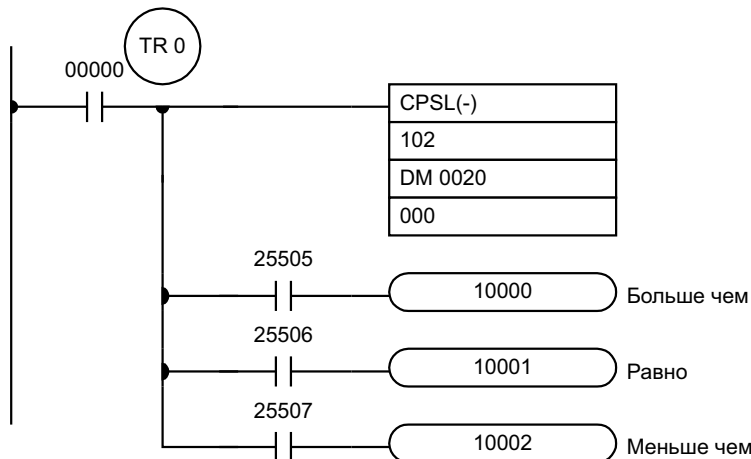 TR 0
00000
CPSL(-)
102
DM 0020
000
25505
10000 Больше чем
25506
10001 Равно
25507
10002 Меньше чем